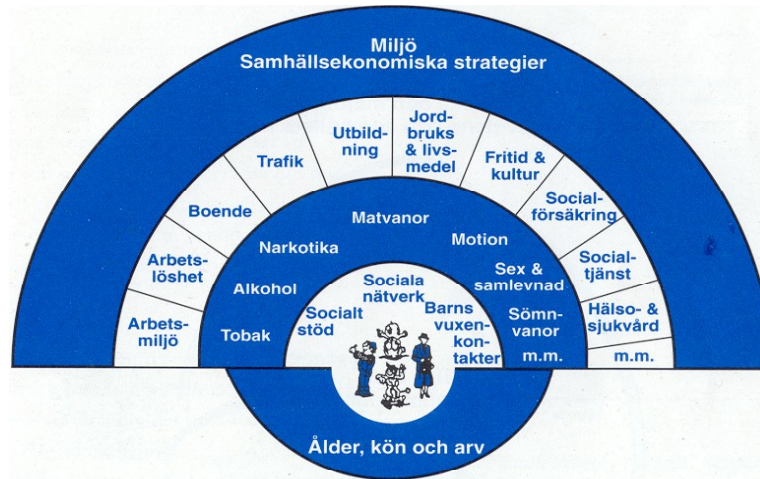 Miljö
Samhällsekonomiska strategier
Arbets-
miljö
Arbets-
löshet
Boende
Trafik
Utbild-
ning
Jord-
bruks
& livs-
medel
Fritid &
kultur
Social-
försäkring
Social-
tjänst
Hälso- &
sjukvård
m.m.
Tobak
Alkohol
Narkotika
Matvanor
Motion
Sex &
samlevnad
Sömn-
vanor
m.m.
Socialt
stöd
Sociala
nätverk
Barns
vuxen-
kon-
takter
Ålder, kön och arv